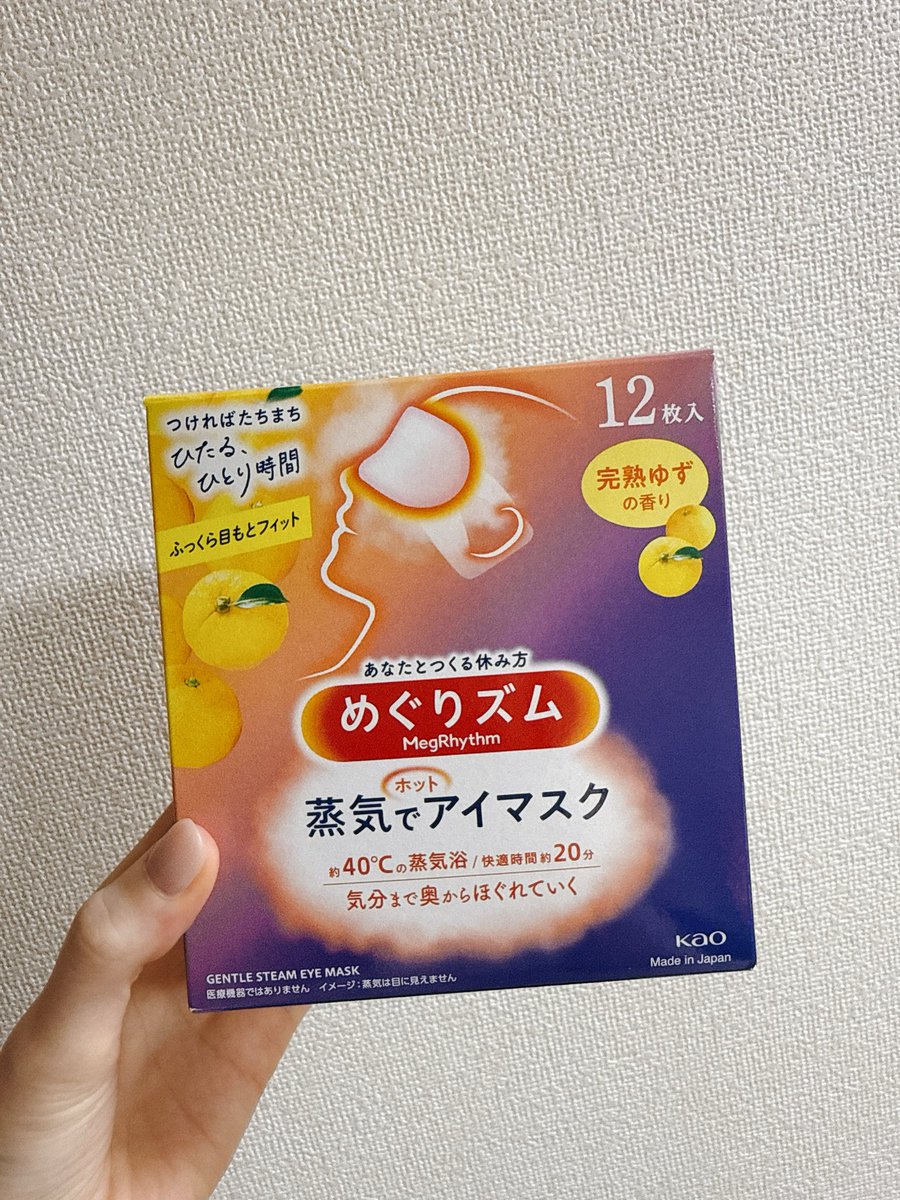 つければたちまち
ひたる、
ひとり時間
ふっくら目もとフィット
12枚入
完熟ゆず
の香り
あなたとつくる休み方
めぐりズム
MegRhythm
ホット
蒸気でアイマスク
約40℃の蒸気浴/快適時間約20分
気分まで奥からほぐれていく
Kao
Made in Japan
GENTLE STEAM EYE MASK
医療機器ではありません イメージ:蒸気は目に見えません